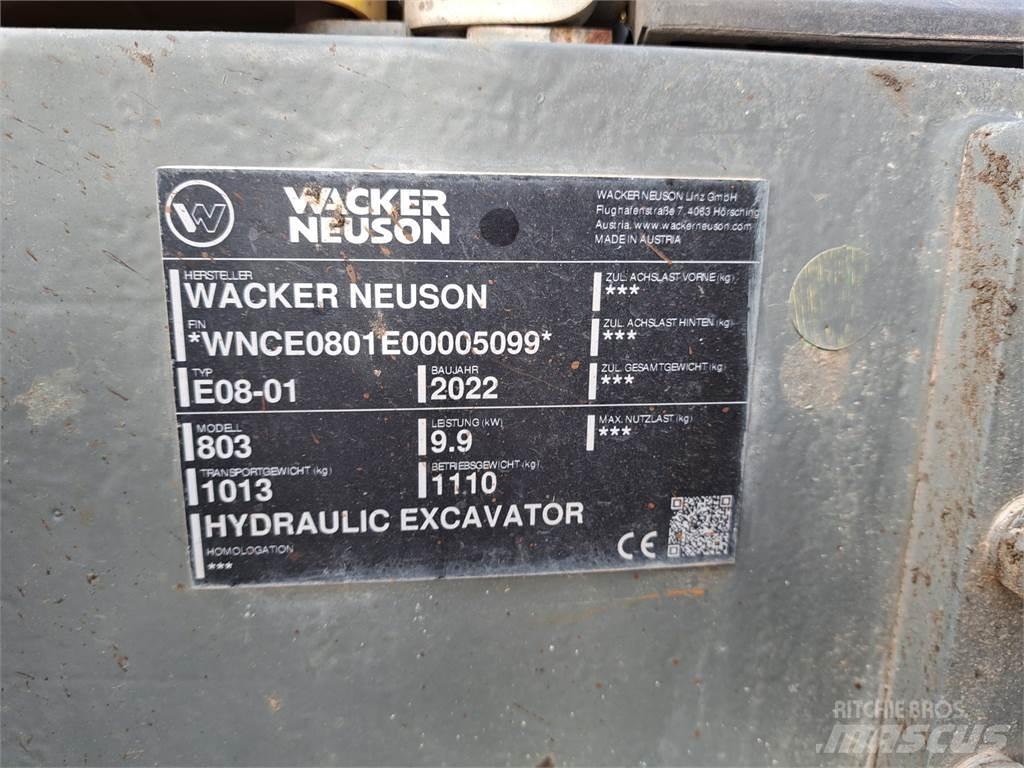 WACKER
NEUSON
WACKER NEUSON Linz GmbH
Flughafenstraße 7, 4063 Hörsching
Austria, www.wackerneuson.com
MADE IN AUSTRIA
HERSTELLER
WACKER NEUSON
FIN
*WNCE0801E00005099*
TYP
E08-01
BAUJAHR
2022
MODELL
803
LEISTUNG (kW)
9.9
TRANSPORTGEWICHT (kg)
1013
BETRIEBSGEWICHT (kg)
1110
HYDRAULIC EXCAVATOR
HOMOLOGATION
***
ZUL. ACHSLAST VORNE (kg)
***
ZUL. ACHSLAST HINTEN (kg)
***
ZUL. GESAMTGEWICHT (kg)
***
MAX. NUTZLAST (kg)
***
CE
RITCHIE BROS.
MASCUS